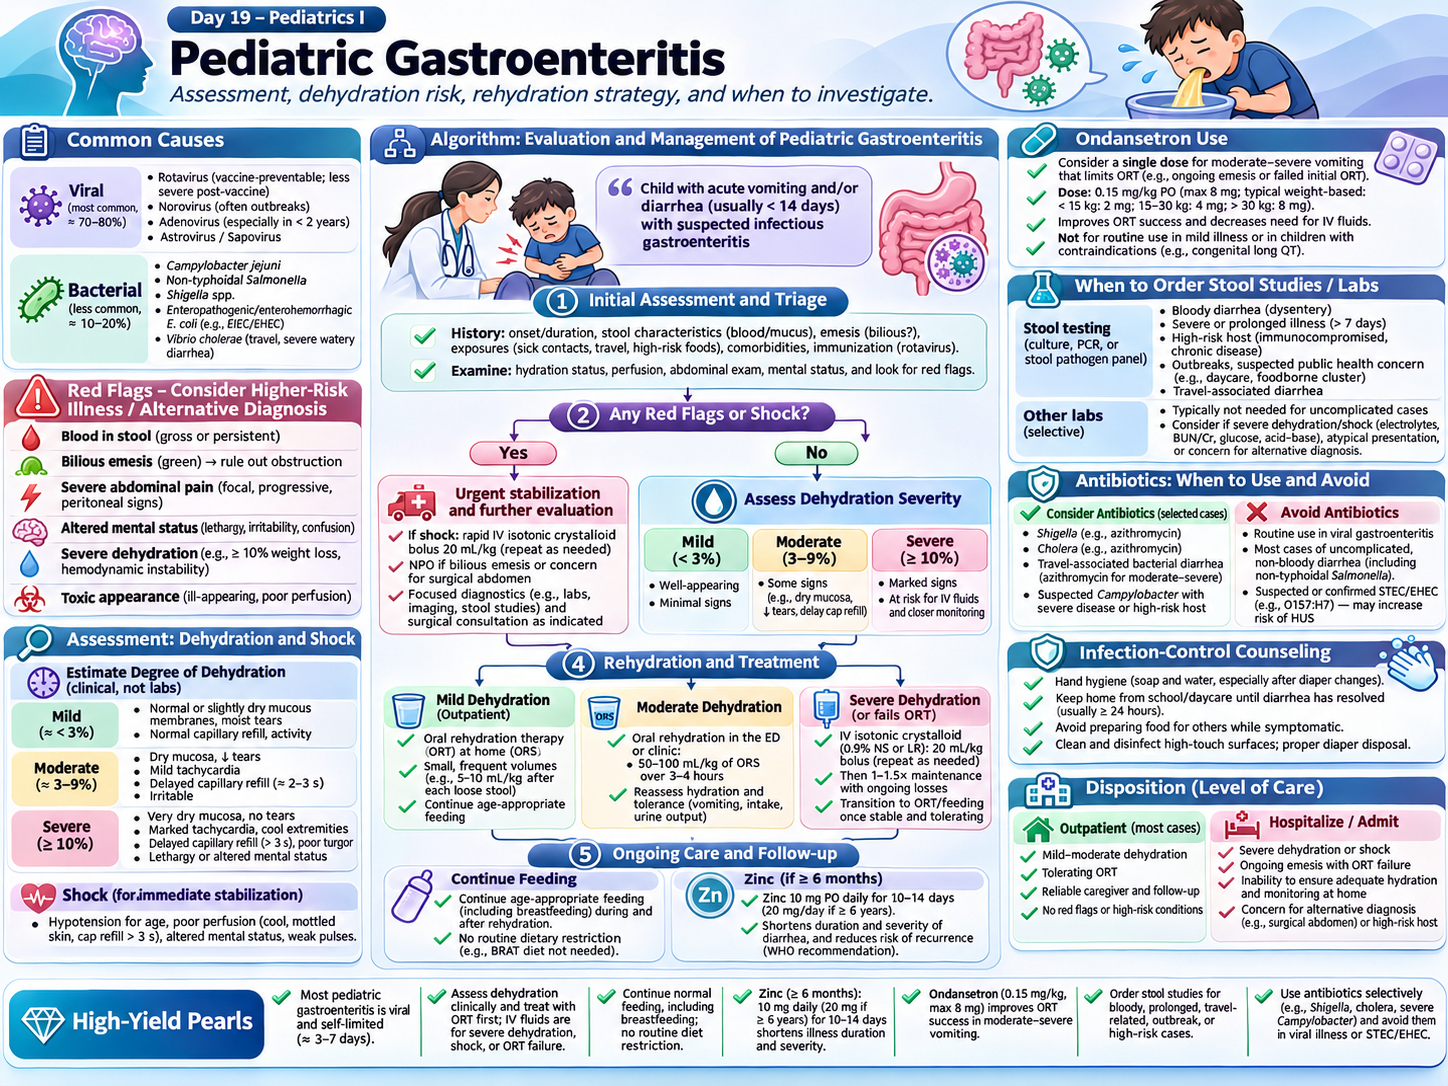 Day 19 – Pediatrics I
Pediatric Gastroenteritis
Assessment, dehydration risk, rehydration strategy, and when to investigate.
Common Causes
Viral
(most common,
≈ 70–80%)
• Rotavirus (vaccine-preventable; less
severe post-vaccine)
• Norovirus (often outbreaks)
• Adenovirus (especially in < 2 years)
• Astrovirus / Sapovirus
Bacterial
(less common,
≈ 10–20%)
• Campylobacter jejuni
• Non-typhoidal Salmonella
• Shigella spp.
• Enteropathogenic/enterohemorrhagic
E. coli (e.g., EIEC/EHEC)
• Vibrio cholerae (travel, severe watery
diarrhea)
Red Flags – Consider Higher-Risk
Illness / Alternative Diagnosis
Blood in stool (gross or persistent)
Bilious emesis (green) → rule out obstruction
Severe abdominal pain (focal, progressive,
peritoneal signs)
Altered mental status (lethargy, irritability, confusion)
Severe dehydration (e.g., ≥ 10% weight loss,
hemodynamic instability)
Toxic appearance (ill-appearing, poor perfusion)
Assessment: Dehydration and Shock
Estimate Degree of Dehydration
(clinical, not labs)
Mild
(≈ < 3%)
• Normal or slightly dry mucous
membranes, moist tears
• Normal capillary refill, activity
Moderate
(≈ 3–9%)
• Dry mucosa, ↓ tears
• Mild tachycardia
• Delayed capillary refill (≈ 2–3 s)
• Irritable
Severe
(≥ 10%)
• Very dry mucosa, no tears
• Marked tachycardia, cool extremities
• Delayed capillary refill (> 3 s), poor turgor
• Lethargy or altered mental status
Shock (for.immediate stabilization)
• Hypotension for age, poor perfusion (cool, mottled
skin, cap refill > 3 s), altered mental status, weak pulses.
Algorithm: Evaluation and Management of Pediatric Gastroenteritis
“ Child with acute vomiting and/or
diarrhea (usually < 14 days)
with suspected infectious
gastroenteritis
1 Initial Assessment and Triage
History: onset/duration, stool characteristics (blood/mucus), emesis (bilious?),
exposures (sick contacts, travel, high-risk foods), comorbidities, immunization (rotavirus).
Examine: hydration status, perfusion, abdominal exam, mental status, and look for red flags.
2 Any Red Flags or Shock?
Yes
No
Urgent stabilization
and further evaluation
If shock: rapid IV isotonic crystalloid
bolus 20 mL/kg (repeat as needed)
NPO if bilious emesis or concern
for surgical abdomen
Focused diagnostics (e.g., labs,
imaging, stool studies) and
surgical consultation as indicated
Assess Dehydration Severity
Mild
(< 3%)
• Well-appearing
• Minimal signs
Moderate
(3–9%)
• Some signs
(e.g., dry mucosa,
↓ tears, delay cap refill)
Severe
(≥ 10%)
• Marked signs
• At risk for IV fluids
and closer monitoring
4 Rehydration and Treatment
Mild Dehydration
(Outpatient)
Oral rehydration therapy
(ORT) at home (ORS)
Small, frequent volumes
(e.g., 5–10 mL/kg after
each loose stool)
Continue age-appropriate
feeding
ORS
Moderate Dehydration
Oral rehydration in the ED
or clinic:
• 50–100 mL/kg of ORS
over 3–4 hours
Reassess hydration and
tolerance (vomiting, intake,
urine output)
Severe Dehydration
(or fails ORT)
IV isotonic crystalloid
(0.9% NS or LR): 20 mL/kg
bolus (repeat as needed)
Then 1–1.5× maintenance
with ongoing losses
Transition to ORT/feeding
once stable and tolerating
5 Ongoing Care and Follow-up
Continue Feeding
Continue age-appropriate feeding
(including breastfeeding) during and
after rehydration.
No routine dietary restriction
(e.g., BRAT diet not needed).
Zn
Zinc (if ≥ 6 months)
Zinc 10 mg PO daily for 10–14 days
(20 mg/day if ≥ 6 years).
Shortens duration and severity of
diarrhea, and reduces risk of recurrence
(WHO recommendation).
Ondansetron Use
Consider a single dose for moderate–severe vomiting
that limits ORT (e.g., ongoing emesis or failed initial ORT).
Dose: 0.15 mg/kg PO (max 8 mg; typical weight-based:
< 15 kg: 2 mg; 15–30 kg: 4 mg; > 30 kg: 8 mg).
Improves ORT success and decreases need for IV fluids.
Not for routine use in mild illness or in children with
contraindications (e.g., congenital long QT).
When to Order Stool Studies / Labs
Stool testing
(culture, PCR, or
stool pathogen panel)
• Bloody diarrhea (dysentery)
• Severe or prolonged illness (> 7 days)
• High-risk host (immunocompromised,
chronic disease)
• Outbreaks, suspected public health concern
(e.g., daycare, foodborne cluster)
• Travel-associated diarrhea
Other labs
(selective)
• Typically not needed for uncomplicated cases
• Consider if severe dehydration/shock (electrolytes,
BUN/Cr, glucose, acid–base), atypical presentation,
or concern for alternative diagnosis.
Antibiotics: When to Use and Avoid
Consider Antibiotics (selected cases)
• Shigella (e.g., azithromycin)
• Cholera (e.g., azithromycin)
• Travel-associated bacterial diarrhea
(azithromycin for moderate–severe)
• Suspected Campylobacter with
severe disease or high-risk host
Avoid Antibiotics
• Routine use in viral gastroenteritis
• Most cases of uncomplicated,
non-bloody diarrhea (including
non-typhoidal Salmonella).
• Suspected or confirmed STEC/EHEC
(e.g., O157:H7) — may increase
risk of HUS
Infection-Control Counseling
Hand hygiene (soap and water, especially after diaper changes).
Keep home from school/daycare until diarrhea has resolved
(usually ≥ 24 hours).
Avoid preparing food for others while symptomatic.
Clean and disinfect high-touch surfaces; proper diaper disposal.
Disposition (Level of Care)
Outpatient (most cases)
Mild–moderate dehydration
Tolerating ORT
Reliable caregiver and follow-up
No red flags or high-risk conditions
Hospitalize / Admit
Severe dehydration or shock
Ongoing emesis with ORT failure
Inability to ensure adequate hydration
and monitoring at home
Concern for alternative diagnosis
(e.g., surgical abdomen) or high-risk host
High-Yield Pearls
Most pediatric
gastroenteritis is viral
and self-limited
(≈ 3–7 days).
Assess dehydration
clinically and treat with
ORT first; IV fluids are
for severe dehydration,
shock, or ORT failure.
Continue normal
feeding, including
breastfeeding;
no routine diet
restriction.
Zinc (≥ 6 months):
10 mg daily (20 mg if
≥ 6 years) for 10–14 days
shortens illness duration
and severity.
Ondansetron (0.15 mg/kg,
max 8 mg) improves ORT
success in moderate–severe
vomiting.
Order stool studies for
bloody, prolonged, travel-
related, outbreak, or
high-risk cases.
Use antibiotics selectively
(e.g., Shigella, cholera, severe
Campylobacter) and avoid them
in viral illness or STEC/EHEC.